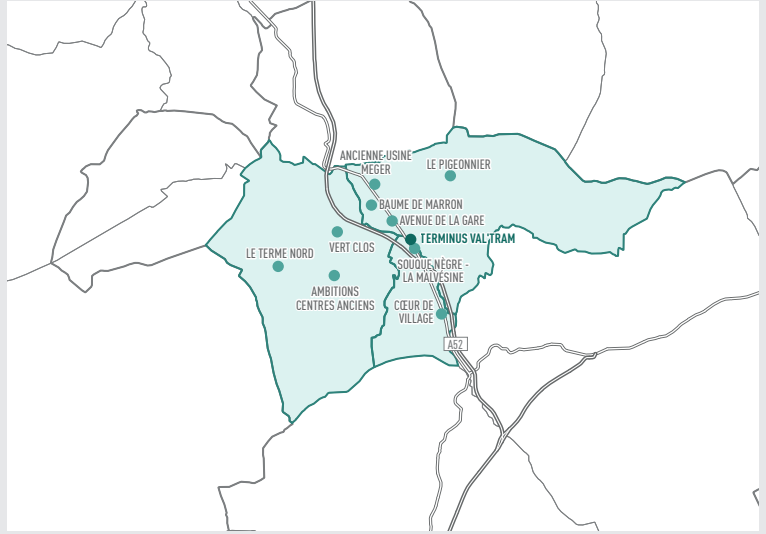 ANCIENNE USINE
MEGER
LE PIGEONNIER
BAUME DE MARRON
AVENUE DE LA GARE
TERMINUS VAL'TRAM
VERT CLOS
LE TERME NORD
SOUQUE NÈGRE -
LA MALVÉSINE
AMBITIONS
CENTRES ANCIENS
CŒUR DE
VILLAGE
A52